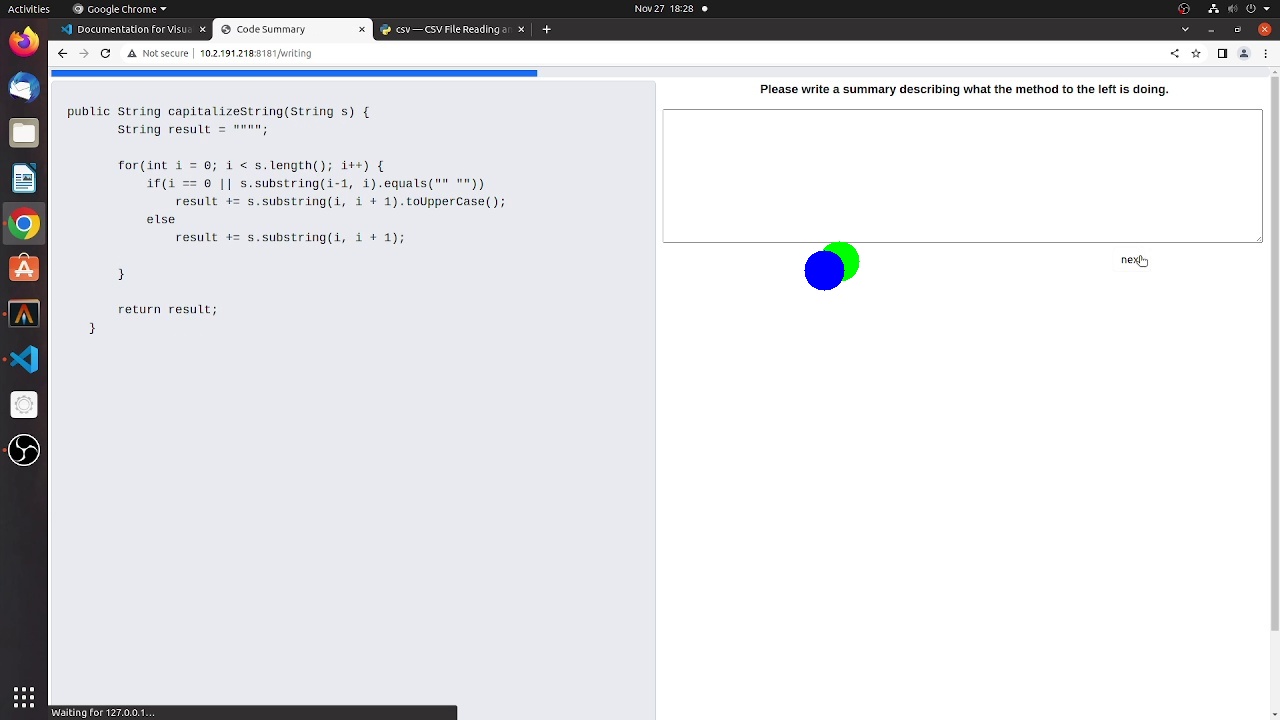 Activities
Google Chrome
Nov 27 18:28
Documentation for Visua
Code Summary
csv — CSV File Reading an
Not secure
10.2.191.218:8181/writing
Please write a summary describing what the method to the left is doing.
public String capitalizeString(String s) {
String result = """";
for(int i = 0; i < s.length(); i++) {
if(i == 0 || s.substring(i-1, i).equals("" ""))
result += s.substring(i, i + 1).toUpperCase();
else
result += s.substring(i, i + 1);
}
return result;
}
next
Waiting for 127.0.0.1...